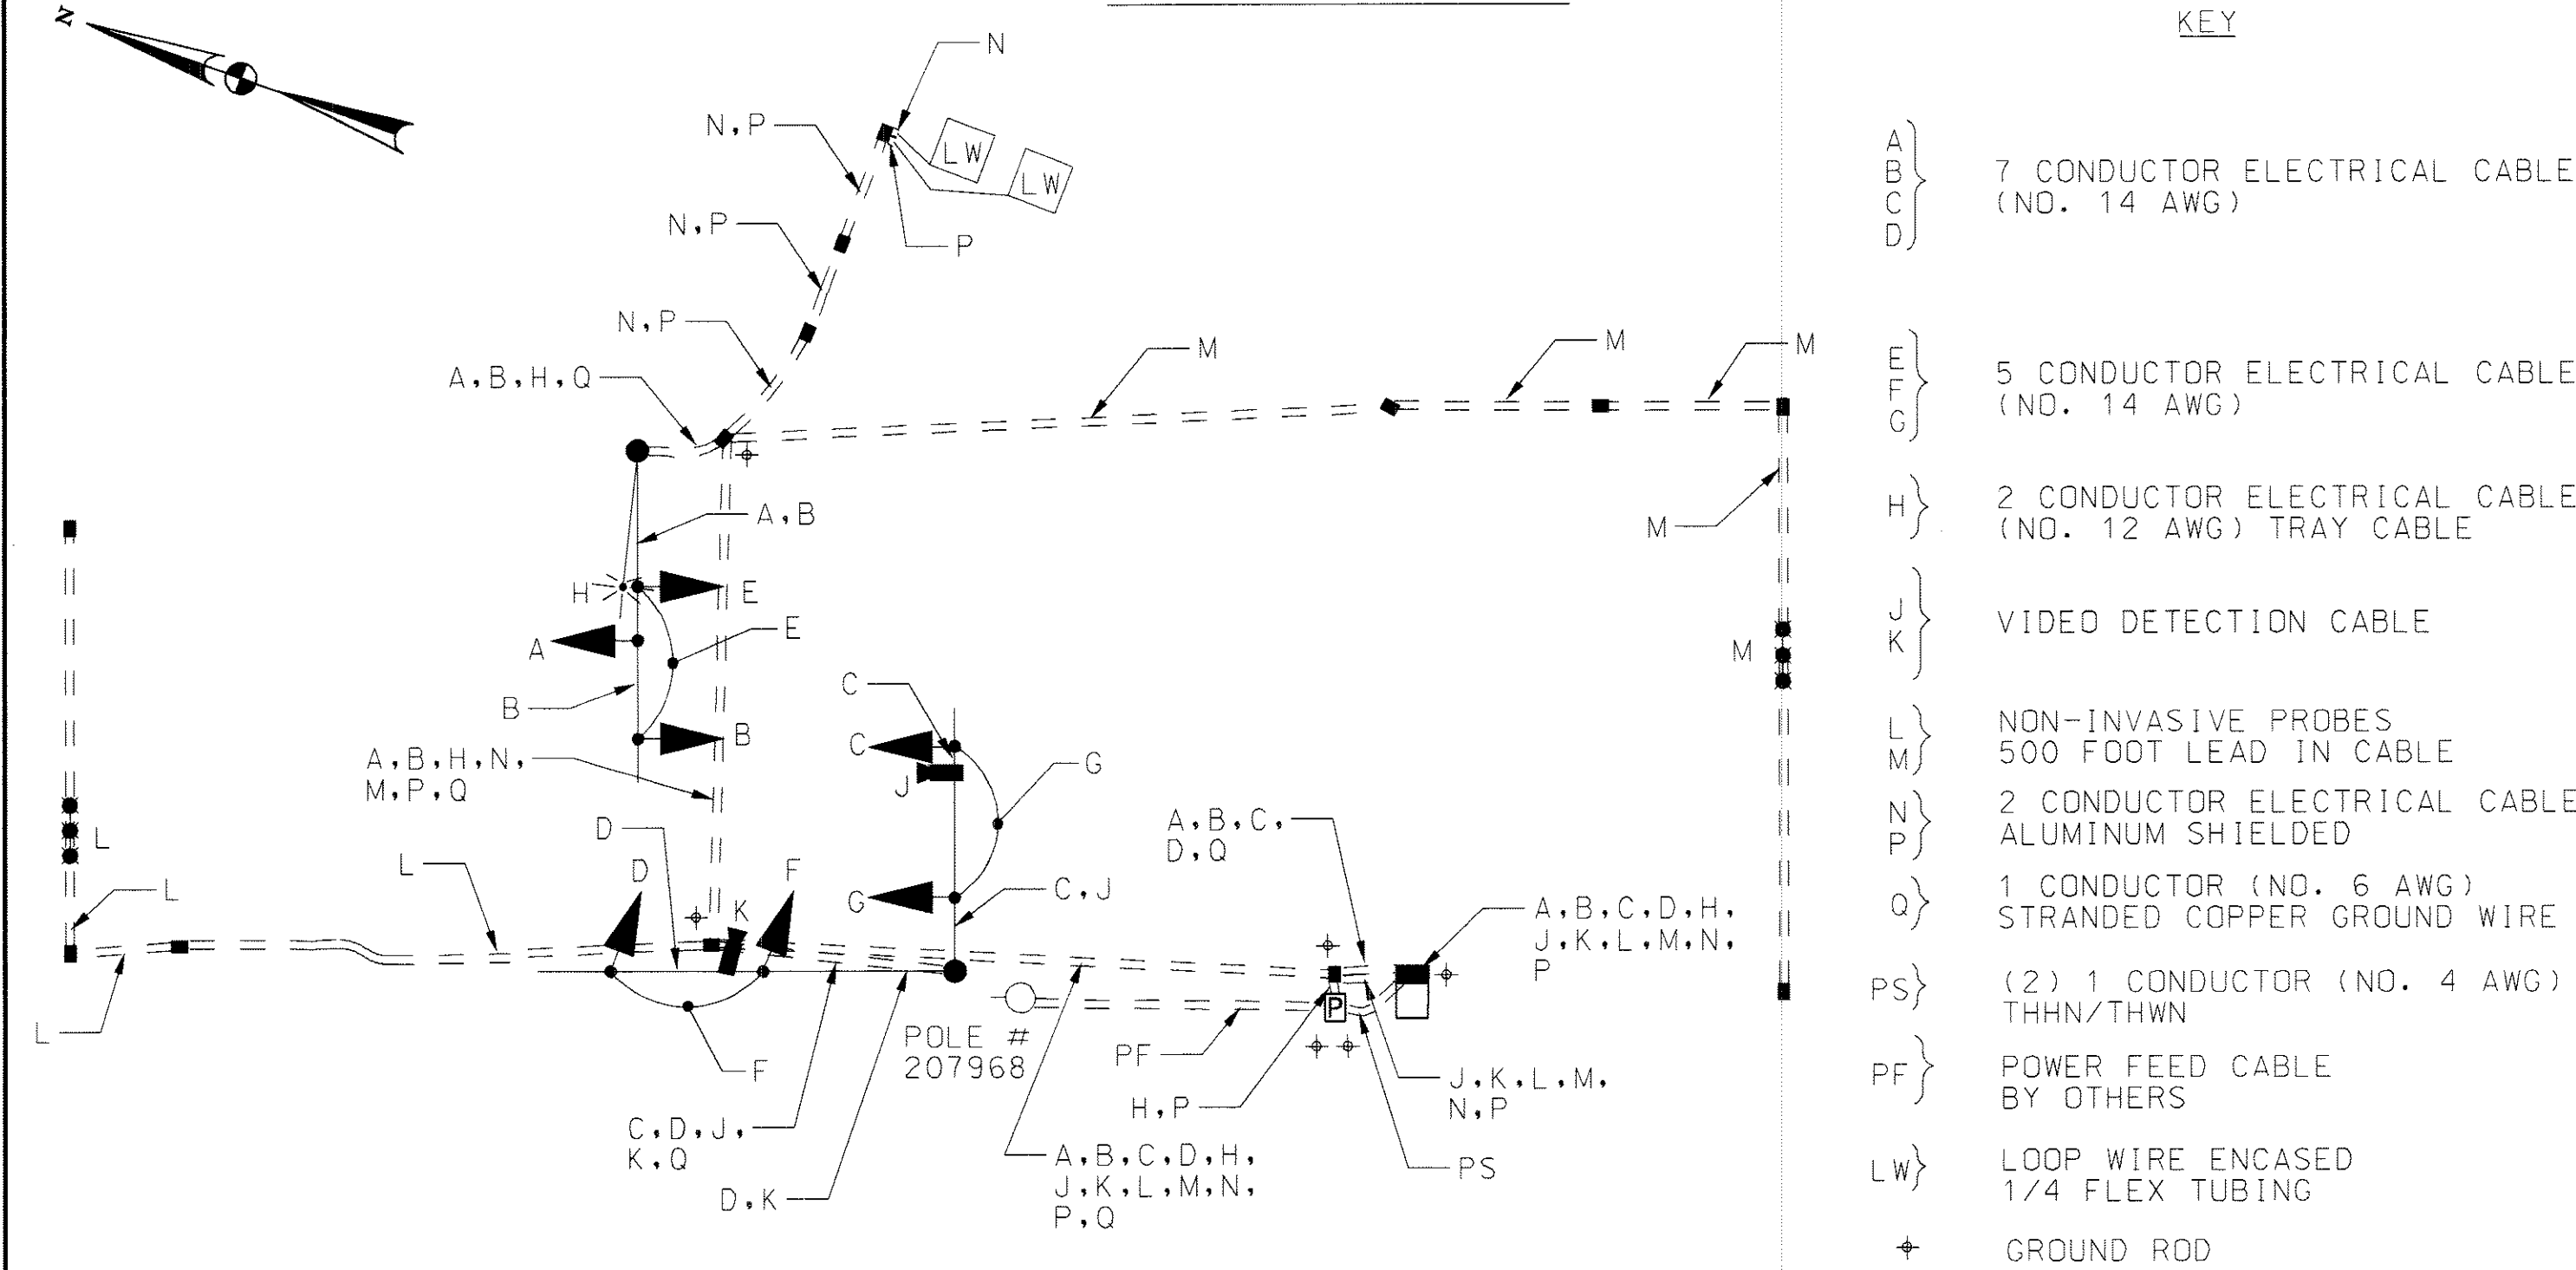 N
N
KEY
N,P
LW
LW
P
N,P
N,P
A
B
C
D
7 CONDUCTOR ELECTRICAL CABLE
(NO. 14 AWG)
A,B,H,Q
M
M
M
E
F
G
5 CONDUCTOR ELECTRICAL CABLE
(NO. 14 AWG)
A,B
M
H
2 CONDUCTOR ELECTRICAL CABLE
(NO. 12 AWG) TRAY CABLE
H
E
A
E
M
J
K
VIDEO DETECTION CABLE
B
B
C
C
J
G
L
M
NON-INVASIVE PROBES
500 FOOT LEAD IN CABLE
A,B,H,N,
M,P,Q
L
D
L
D
F
K
L
G
C,J
A,B,C,
D,Q
N
P
2 CONDUCTOR ELECTRICAL CABLE
ALUMINUM SHIELDED
A,B,C,D,H,
J,K,L,M,N,
P
Q
1 CONDUCTOR (NO. 6 AWG)
STRANDED COPPER GROUND WIRE
L
F
POLE #
207968
PF
P
PS
(2) 1 CONDUCTOR (NO. 4 AWG)
THHN/THWN
H,P
J,K,L,M,
N,P
PF
POWER FEED CABLE
BY OTHERS
C,D,J,
K,Q
D,K
A,B,C,D,H,
J,K,L,M,N,
P,Q
PS
LW
LOOP WIRE ENCASED
1/4 FLEX TUBING
GROUND ROD